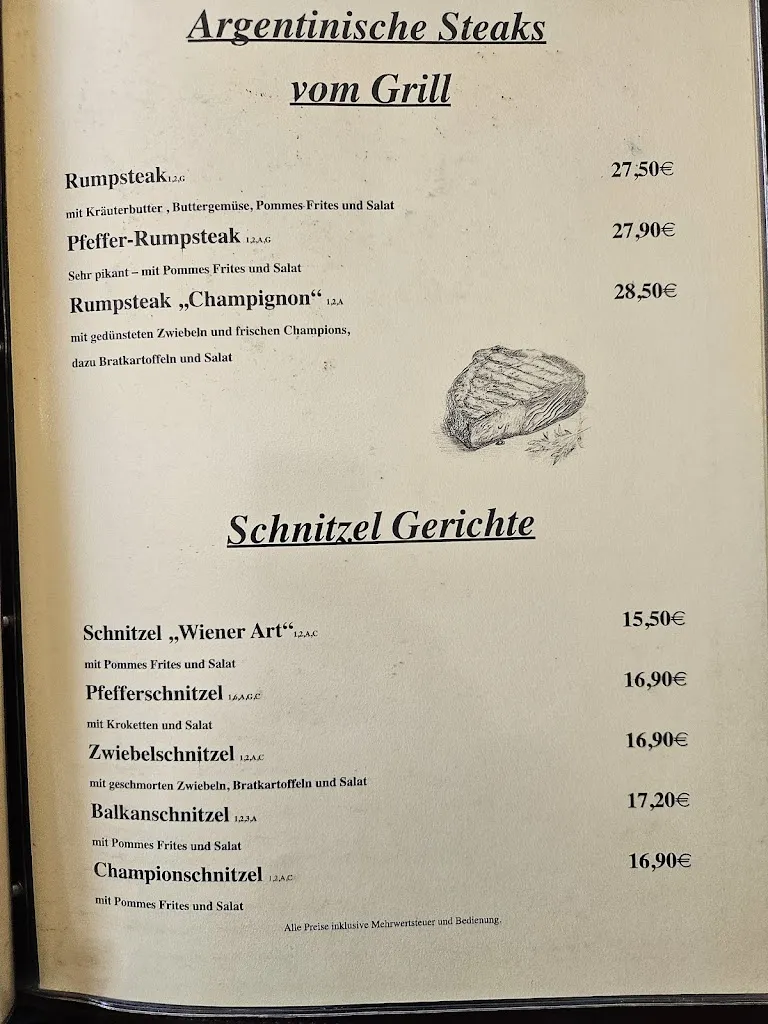 Argentinische Steaks
vom Grill
Rumpsteak 1,2,G 27,50€
mit Kräuterbutter , Buttergemüse, Pommes Frites und Salat
Pfeffer-Rumpsteak 1,2,A,G 27,90€
Sehr pikant – mit Pommes Frites und Salat
Rumpsteak „Champignon“ 1,2,A 28,50€
mit gedünsteten Zwiebeln und frischen Champions,
dazu Bratkartoffeln und Salat
Schnitzel Gerichte
Schnitzel „Wiener Art“ 1,2,A,C 15,50€
mit Pommes Frites und Salat
Pfefferschnitzel 1,6,A,G,C 16,90€
mit Kroketten und Salat
Zwiebelschnitzel 1,2,A,C 16,90€
mit geschmorten Zwiebeln, Bratkartoffeln und Salat
Balkanschnitzel 1,2,3,A 17,20€
mit Pommes Frites und Salat
Championschnitzel 1,2,A,C 16,90€
mit Pommes Frites und Salat
Alle Preise inklusive Mehrwertsteuer und Bedienung.